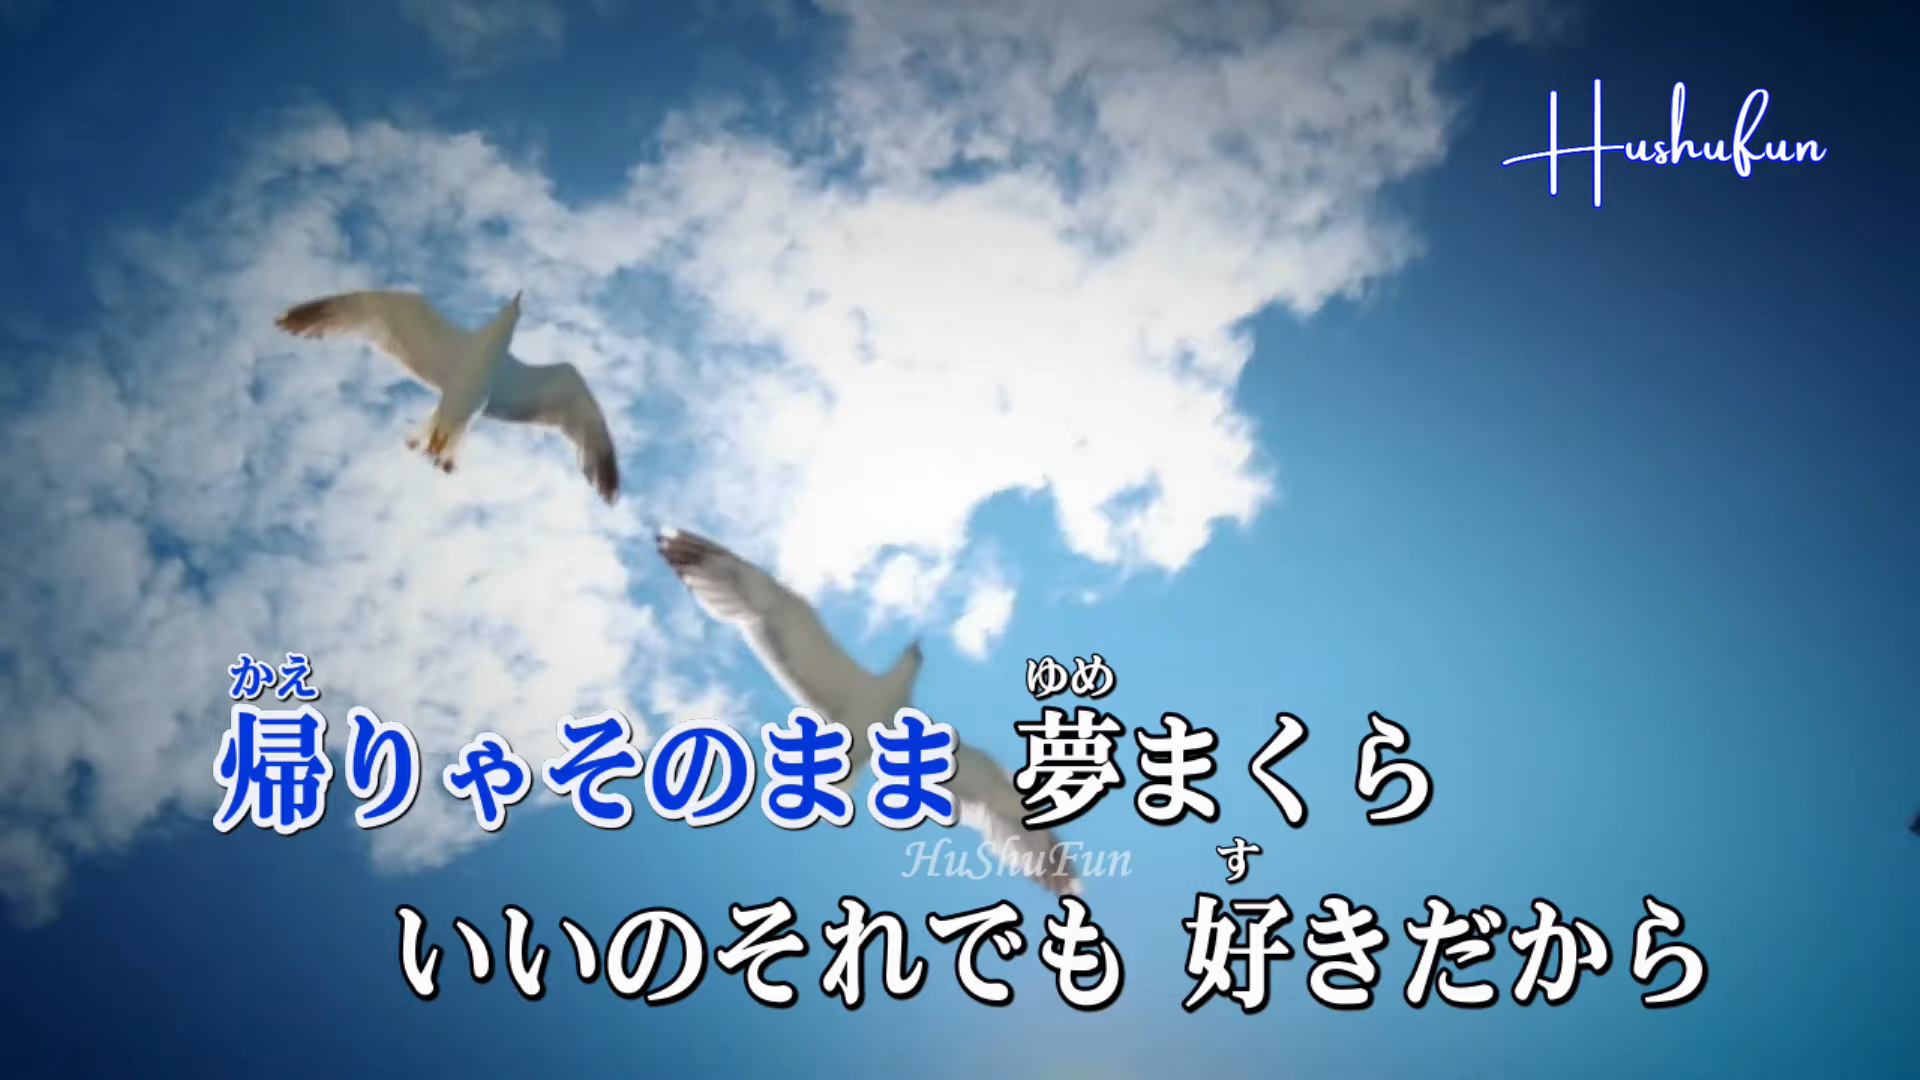 Hushufun
かえ ゆめ
帰りゃそのまま 夢まくら
HuShuFun
す
いいのそれでも 好きだから